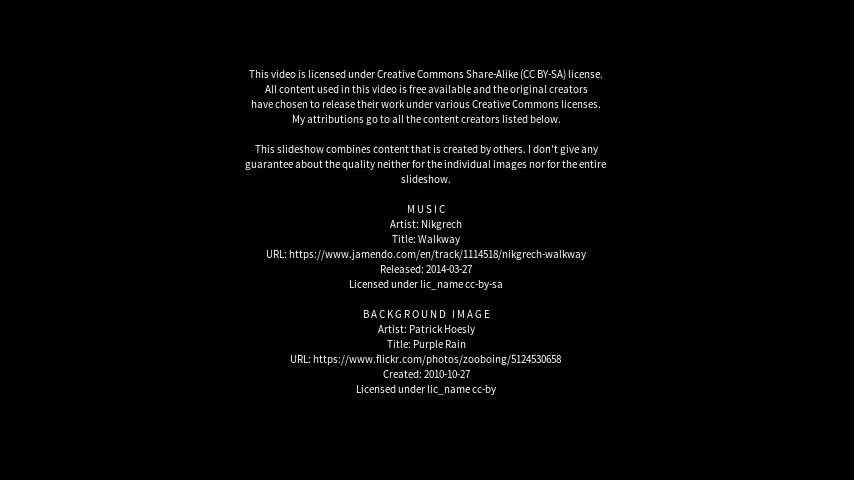 This video is licensed under Creative Commons Share-Alike (CC BY-SA) license.
All content used in this video is free available and the original creators
have chosen to release their work under various Creative Commons licenses.
My attributions go to all the content creators listed below.
This slideshow combines content that is created by others. I don't give any
guarantee about the quality neither for the individual images nor for the entire
slideshow.
MUSIC
Artist: Nikgrech
Title: Walkway
URL: https://www.jamendo.com/en/track/1114518/nikgrech-walkway
Released: 2014-03-27
Licensed under lic_name cc-by-sa
BACKGROUND IMAGE
Artist: Patrick Hoesly
Title: Purple Rain
URL: https://www.flickr.com/photos/zooboing/5124530658
Created: 2010-10-27
Licensed under lic_name cc-by